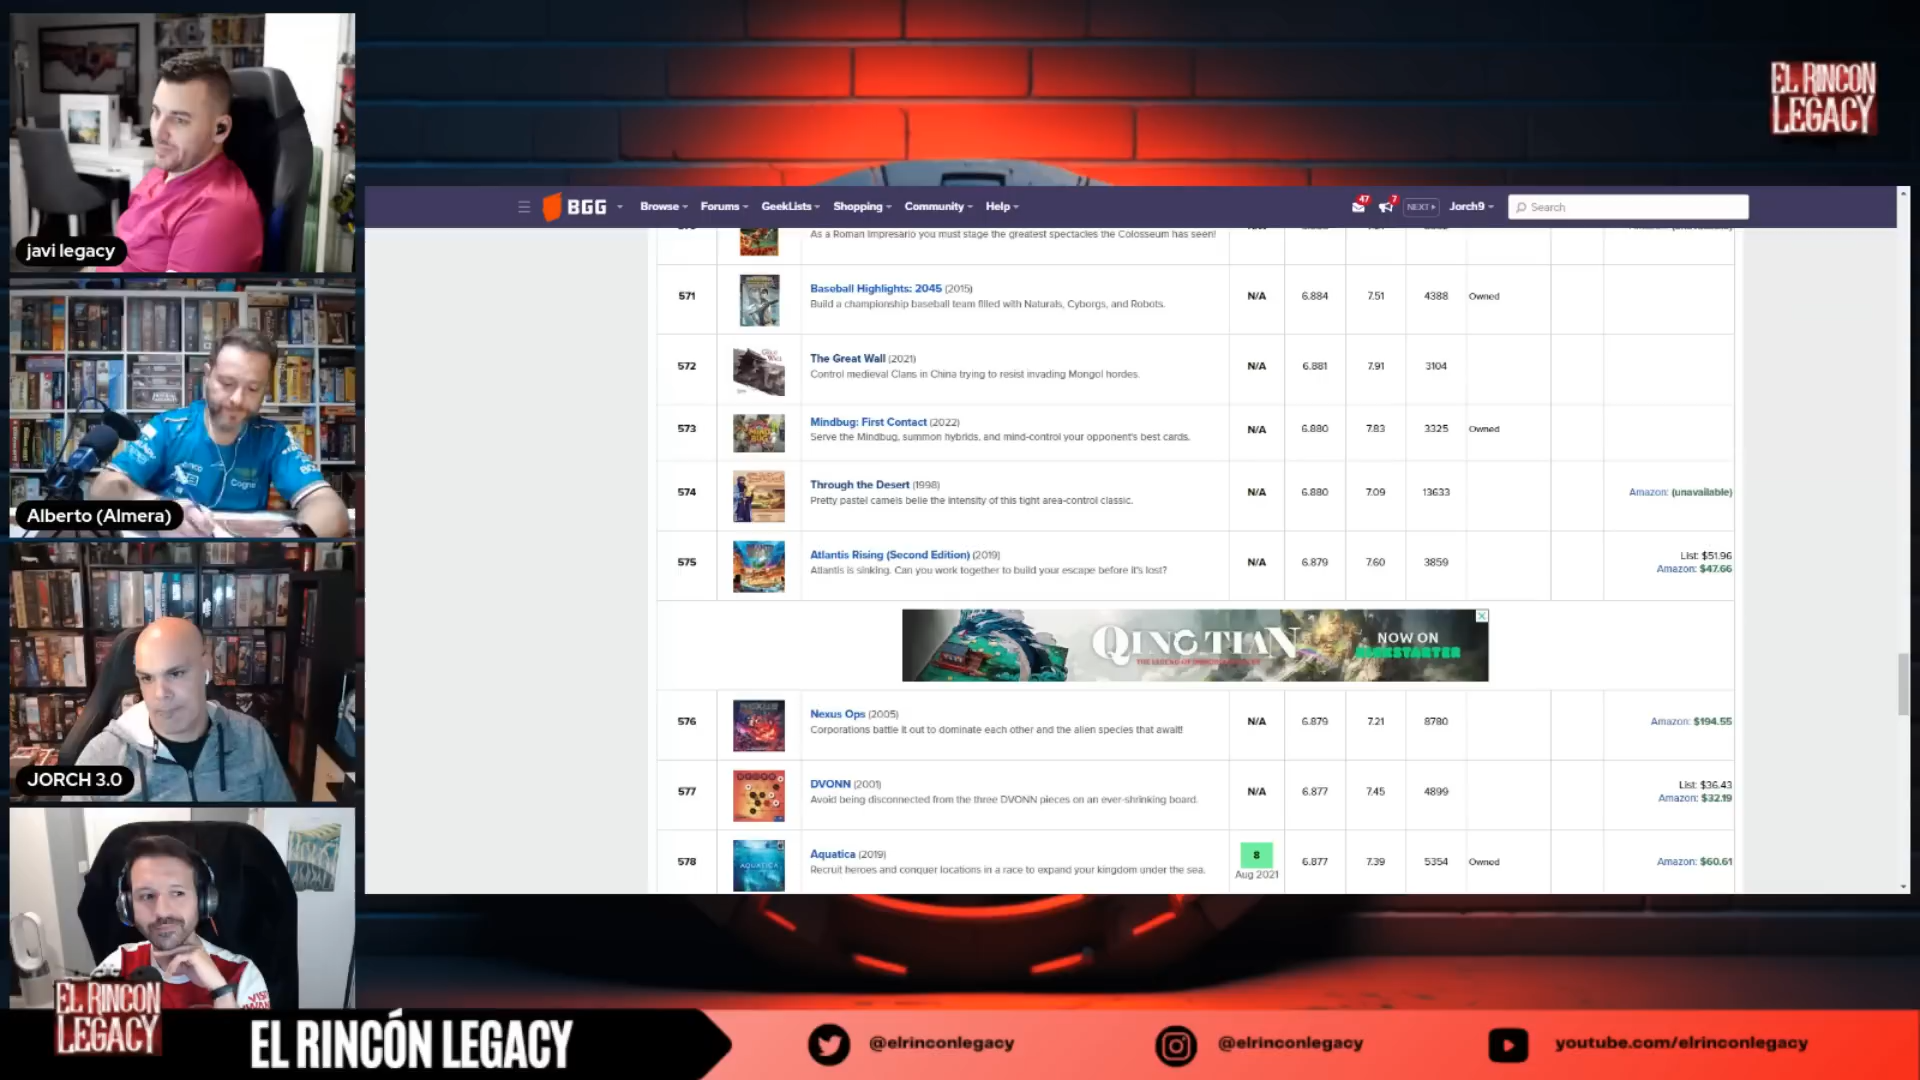 javi legacy
Alberto (Almera)
Cogne
JORCH 3.0
EL RINCON
LEGACY
BGG Browse Forums GeekLists Shopping Community Help 47 7 NEXT Jorch9 Search
As a Roman Impresario you must stage the greatest spectacles the Colosseum has seen!
571 Baseball Highlights: 2045 (2015) N/A 6.884 7.51 4388 Owned
Build a championship baseball team filled with Naturals, Cyborgs, and Robots.
572 The Great Wall (2021) N/A 6.881 7.91 3104
Control medieval Clans in China trying to resist invading Mongol hordes.
573 Mindbug: First Contact (2022) N/A 6.880 7.83 3325 Owned
Serve the Mindbug, summon hybrids, and mind-control your opponent's best cards.
574 Through the Desert (1998) N/A 6.880 7.09 13633 Amazon: (unavailable)
Pretty pastel camels belie the intensity of this tight area-control classic.
575 Atlantis Rising (Second Edition) (2019) N/A 6.879 7.60 3859 List: $51.96
Atlantis is sinking. Can you work together to build your escape before it's lost? Amazon: $47.66
QINGTIAN NOW ON
KICKSTARTER
576 Nexus Ops (2005) N/A 6.879 7.21 8780 Amazon: $194.55
Corporations battle it out to dominate each other and the alien species that await!
577 DVONN (2001) N/A 6.877 7.45 4899 List: $36.43
Avoid being disconnected from the three DVONN pieces on an ever-shrinking board. Amazon: $32.19
578 AQUATICA Aquatica (2019) 8 6.877 7.39 5354 Owned Amazon: $60.61
Recruit heroes and conquer locations in a race to expand your kingdom under the sea. Aug 2021
EL RINCON
LEGACY
EL RINCÓN LEGACY @elrinconlegacy @elrinconlegacy youtube.com/elrinconlegacy